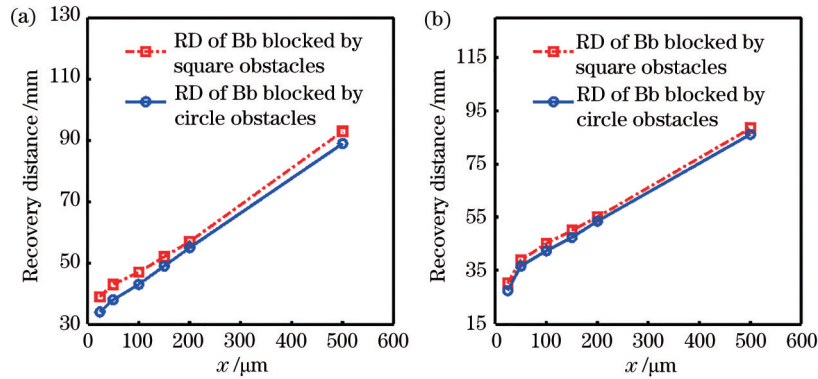 (a)
130
110
90
70
50
30
Recovery distance /mm
RD of Bb blocked by
square obstacles
RD of Bb blocked by
circle obstacles
0 100 200 300 400 500 600
x /μm
(b)
115
95
75
55
35
15
Recovery distance /mm
RD of Bb blocked by
square obstacles
RD of Bb blocked by
circle obstacles
0 100 200 300 400 500 600
x /μm